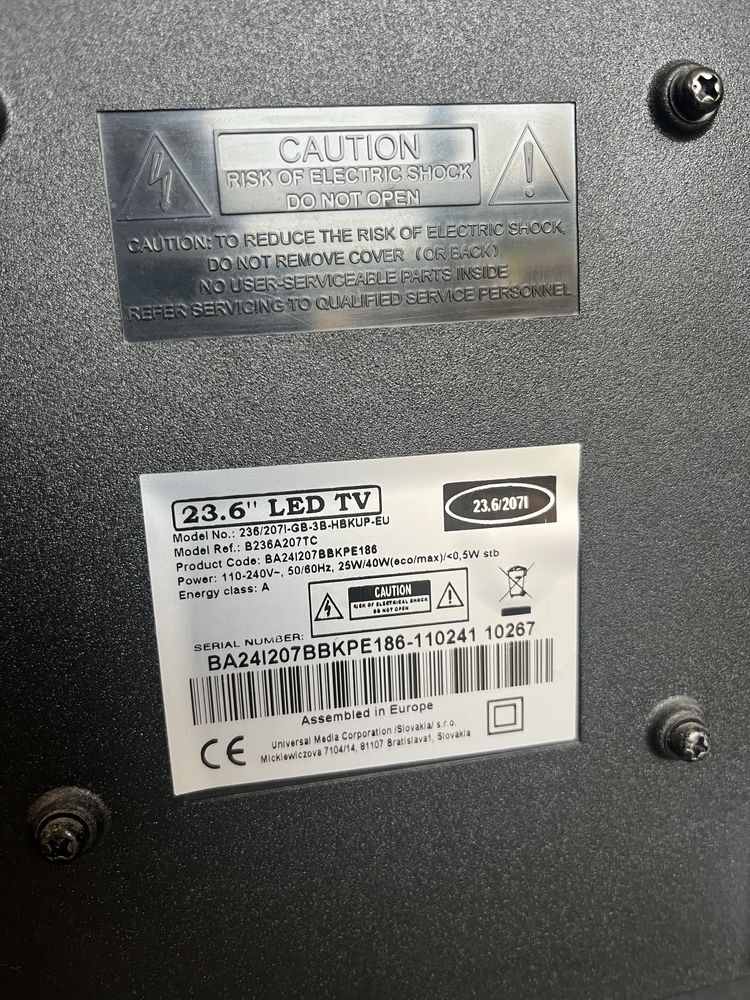 CAUTION
RISK OF ELECTRIC SHOCK
DO NOT OPEN
CAUTION: TO REDUCE THE RISK OF ELECTRIC SHOCK,
DO NOT REMOVE COVER (OR BACK)
NO USER-SERVICEABLE PARTS INSIDE
REFER SERVICING TO QUALIFIED SERVICE PERSONNEL
23.6" LED TV
23.6/207I
Model No.: 236/207I-GB-3B-HBKUP-EU
Model Ref.: B236A207TC
Product Code: BA24I207BBKPE186
Power: 110-240V~, 50/60Hz, 25W/40W(eco/max)/<0,5W stb
Energy class: A
CAUTION
RISK OF ELECTRICAL SHOCK
DO NOT OPEN
SERIAL NUMBER:
BA24I207BBKPE186-110241 10267
Assembled in Europe
CE
Universal Media Corporation /Slovakia/ s.r.o.
Mickiewiczova 7104/14, 81107 Bratislava1, Slovakia